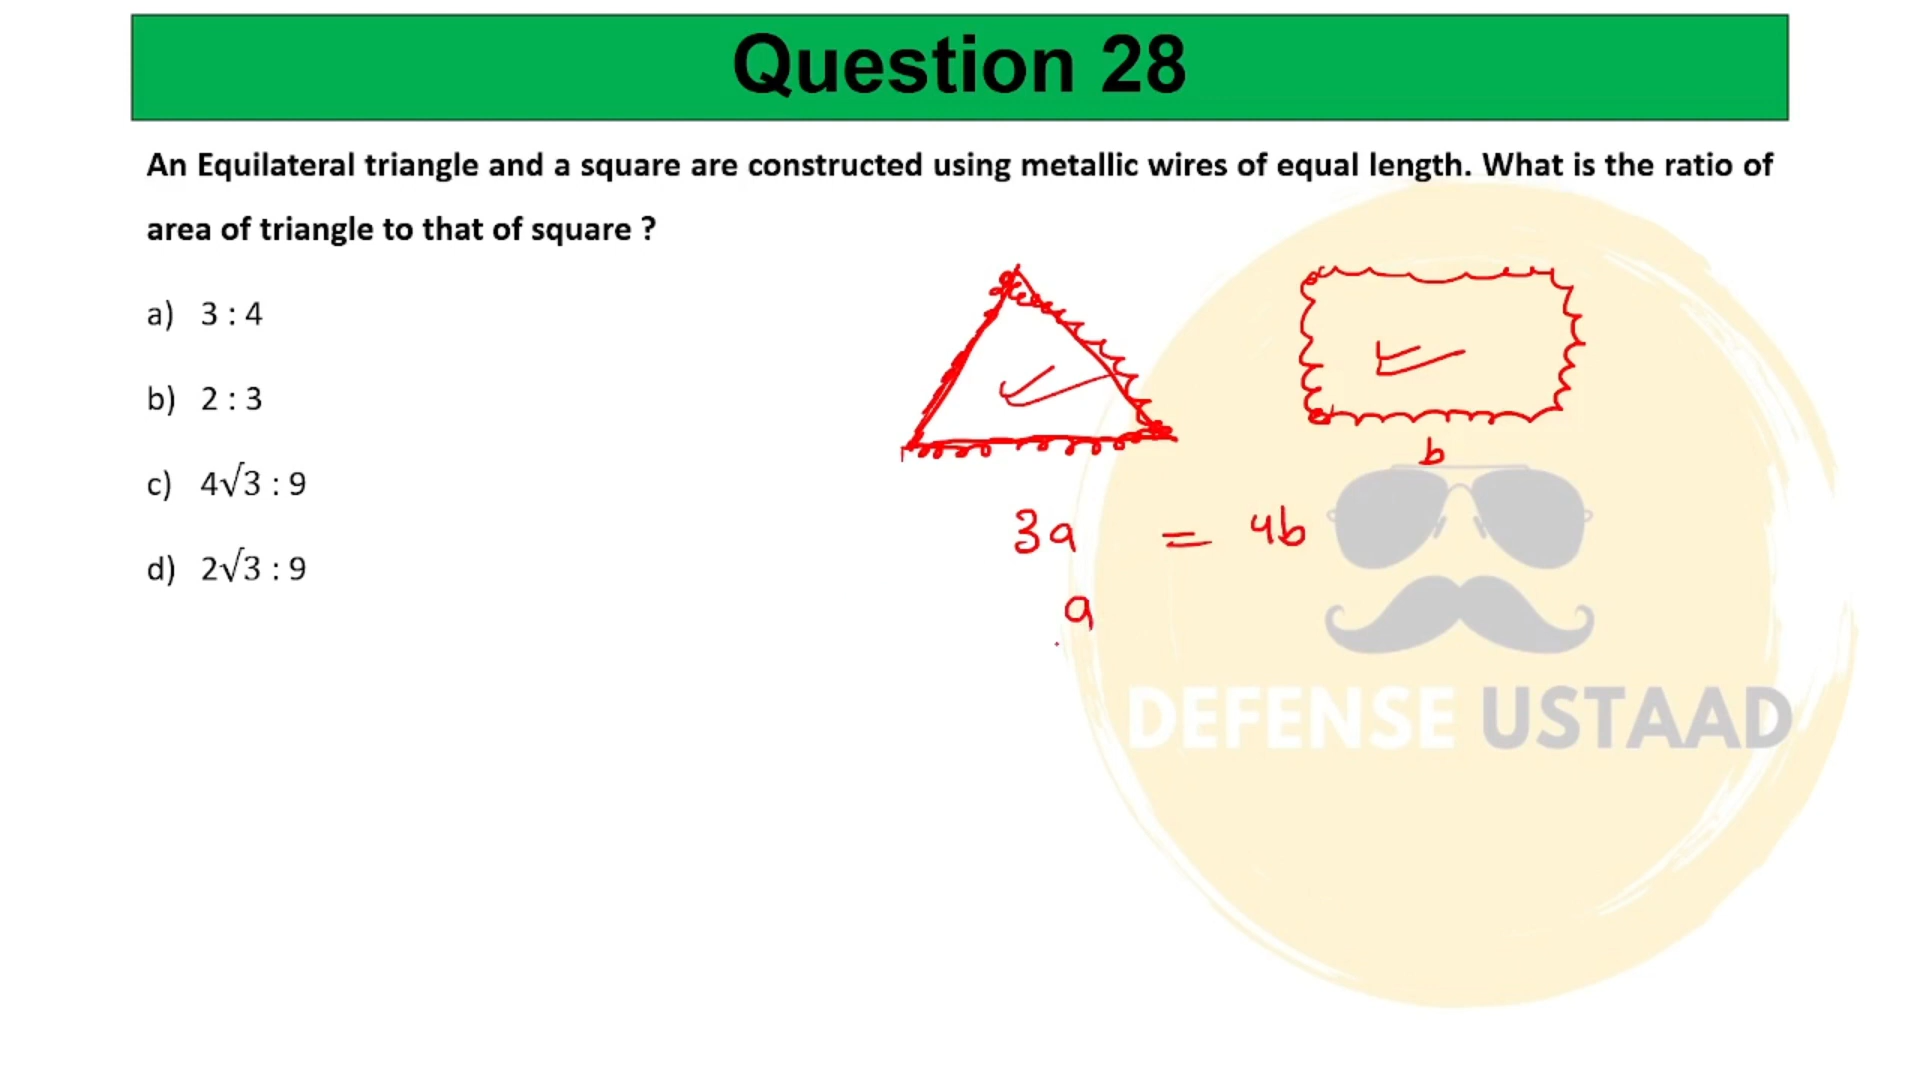 Question 28
An Equilateral triangle and a square are constructed using metallic wires of equal length. What is the ratio of
area of triangle to that of square ?
a) 3 : 4
b) 2 : 3
c) 4√3 : 9
d) 2√3 : 9
b
3a = 4b
a
DEFENSE USTAAD